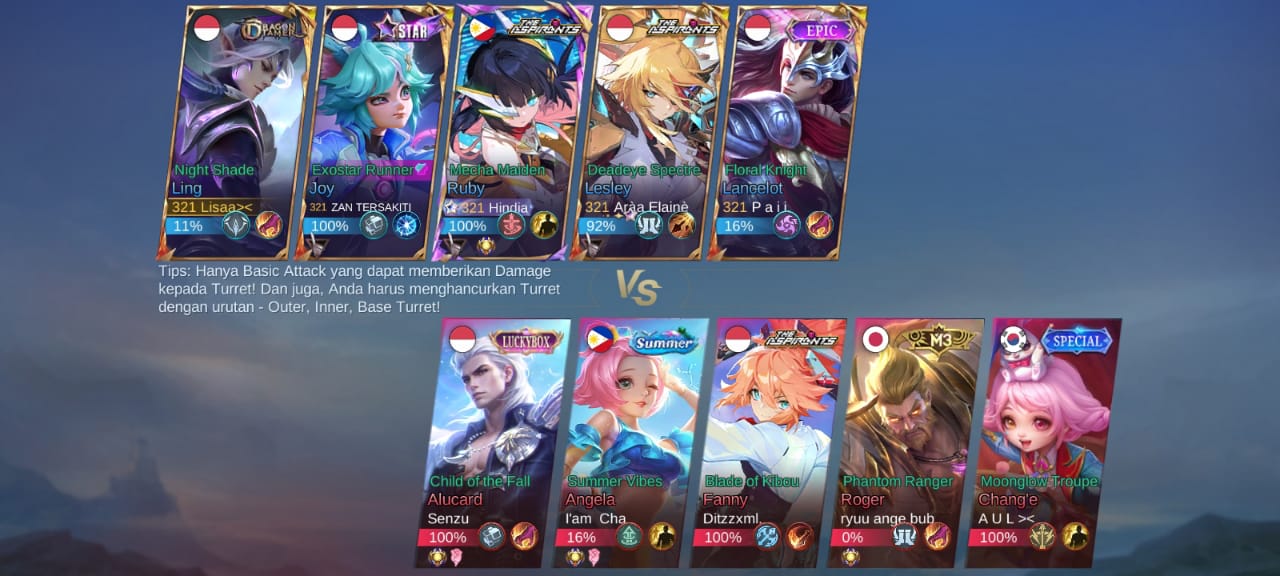 STAR
THE ASPIRANTS
THE ASPIRANTS
EPIC
Night Shade
Ling
321 Lisaa><
11%
Exostar Runner
Joy
321 ZAN TERSAKITI
100%
Mecha Maiden
Ruby
321 Hindia
100%
Deadeye Spectre
Lesley
321 Aràa Elainè
92%
Floral Knight
Lancelot
321 P a i j
16%
Tips: Hanya Basic Attack yang dapat memberikan Damage
kepada Turret! Dan juga, Anda harus menghancurkan Turret
dengan urutan - Outer, Inner, Base Turret!
VS
LUCKYBOX
Summer
THE ASPIRANTS
M3
SPECIAL
Child of the Fall
Alucard
Senzu
100%
Summer Vibes
Angela
I'am Cha
16%
Blade of Kibou
Fanny
Ditzzxml.
100%
Phantom Ranger
Roger
ryuu ange bub
0%
Moonglow Troupe
Chang'e
A U L ><
100%